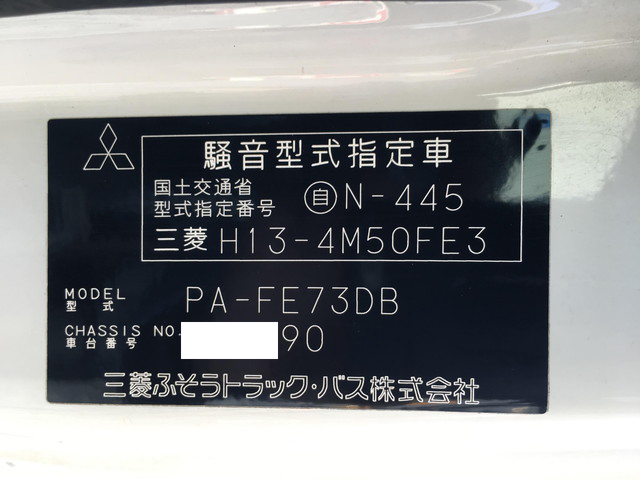 騒音型式指定車
国土交通省
型式指定番号 ㊀自 N-445
三菱 H13-4M50FE3
MODEL
型式 PA-FE73DB
CHASSIS NO.
車台番号 90
三菱ふそうトラック・バス株式会社